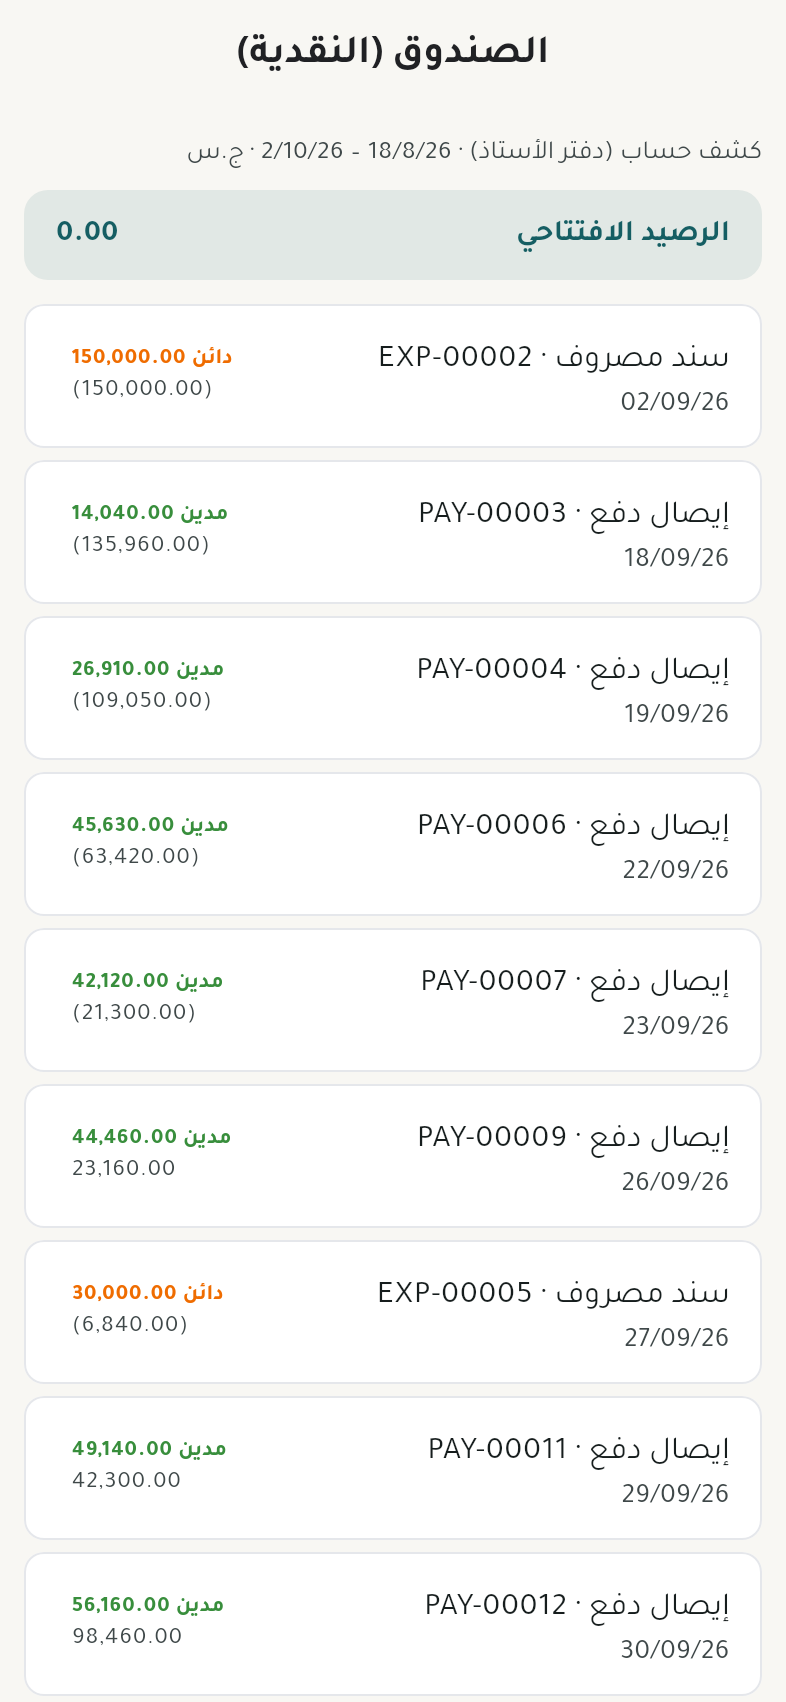 الصندوق (النقدية)
كشف حساب (دفتر الأستاذ) · 18/8/26 – 2/10/26 · ج.س
الرصيد الافتتاحي 0.00
سند مصروف · EXP-00002
02/09/26
دائن 150,000.00
(150,000.00)
إيصال دفع · PAY-00003
18/09/26
مدين 14,040.00
(135,960.00)
إيصال دفع · PAY-00004
19/09/26
مدين 26,910.00
(109,050.00)
إيصال دفع · PAY-00006
22/09/26
مدين 45,630.00
(63,420.00)
إيصال دفع · PAY-00007
23/09/26
مدين 42,120.00
(21,300.00)
إيصال دفع · PAY-00009
26/09/26
مدين 44,460.00
23,160.00
سند مصروف · EXP-00005
27/09/26
دائن 30,000.00
(6,840.00)
إيصال دفع · PAY-00011
29/09/26
مدين 49,140.00
42,300.00
إيصال دفع · PAY-00012
30/09/26
مدين 56,160.00
98,460.00